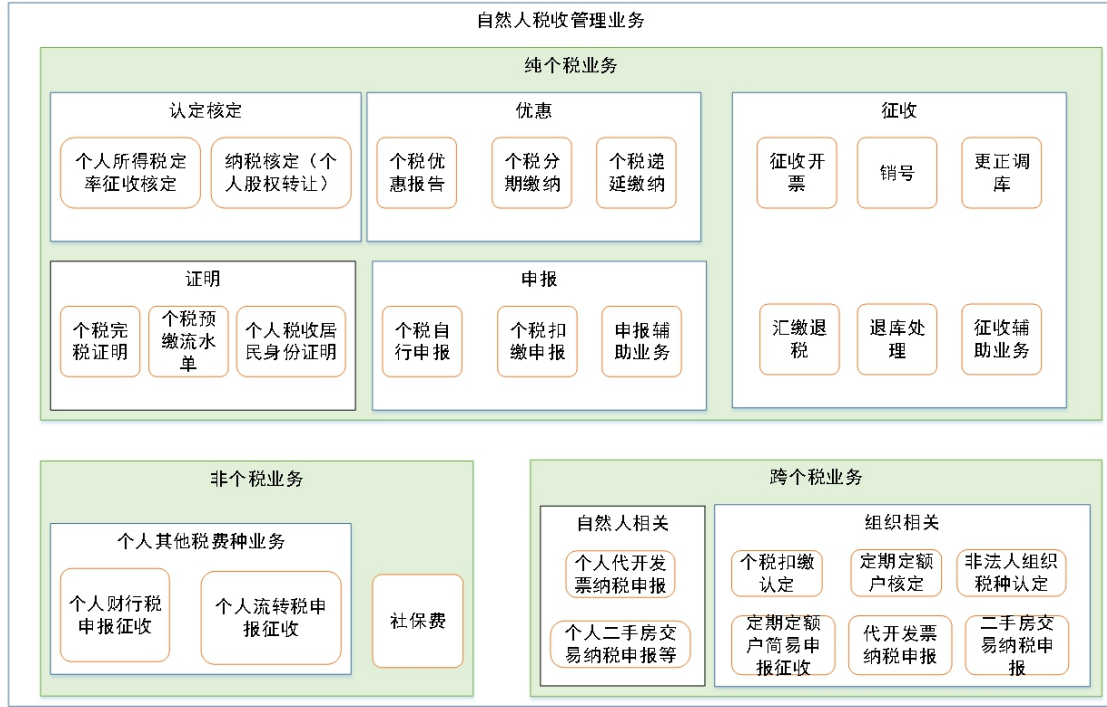 自然人税收管理业务
纯个税业务
认定核定
个人所得税定
率征收核定
纳税核定（个
人股权转让）
优惠
个税优
惠报告
个税分
期缴纳
个税递
延缴纳
征收
征收开
票
销号
更正调
库
汇缴退
税
退库处
理
征收辅
助业务
证明
个税完
税证明
个税预
缴流水
单
个人税收居
民身份证明
申报
个税自
行申报
个税扣
缴申报
申报辅
助业务
非个税业务
个人其他税费种业务
个人财行税
申报征收
个人流转税申
报征收
社保费
跨个税业务
自然人相关
个人代开发
票纳税申报
个人二手房交
易纳税申报等
组织相关
个税扣缴
认定
定期定额
户核定
非法人组织
税种认定
定期定额
户简易申
报征收
代开发票
纳税申报
二手房交
易纳税申
报